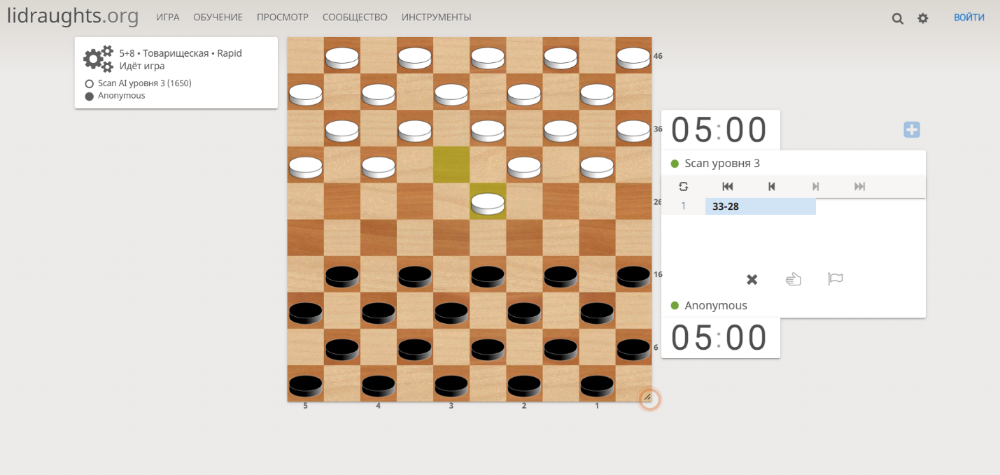 lidraughts.org ИГРА ОБУЧЕНИЕ ПРОСМОТР СООБЩЕСТВО ИНСТРУМЕНТЫ ВОЙТИ
5+8 • Товарищеская • Rapid
Идёт игра
Scan AI уровня 3 (1650)
Anonymous
46
36
26
16
6
5 4 3 2 1
05:00
Scan уровня 3
1 33-28
Anonymous
05:00